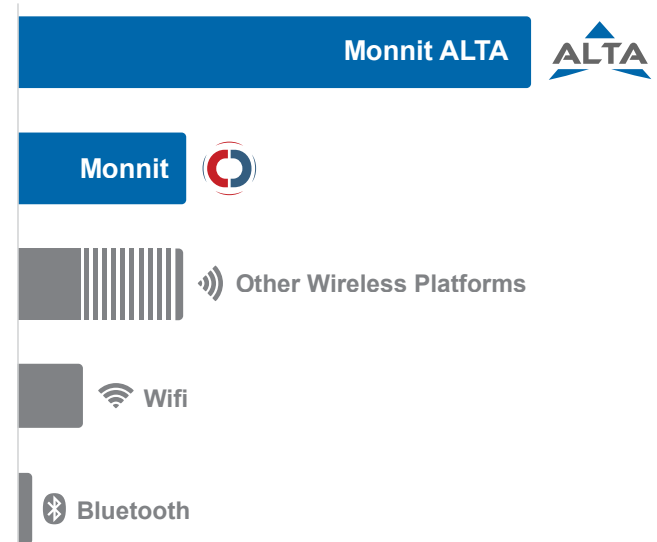 Monnit ALTA
ALTA
Monnit
Other Wireless Platforms
Wifi
Bluetooth